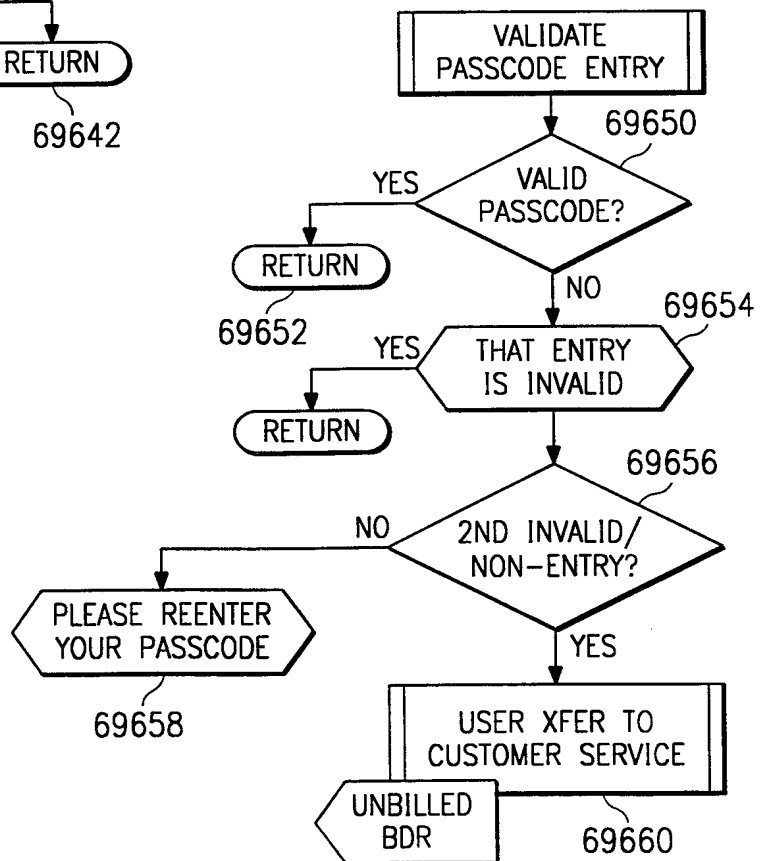 RETURN
69642
VALIDATE
PASSCODE ENTRY
69650
VALID
PASSCODE?
YES
RETURN
69652
NO
69654
THAT ENTRY
IS INVALID
YES
RETURN
69656
2ND INVALID/
NON-ENTRY?
NO
PLEASE REENTER
YOUR PASSCODE
69658
YES
USER XFER TO
CUSTOMER SERVICE
UNBILLED
BDR
69660